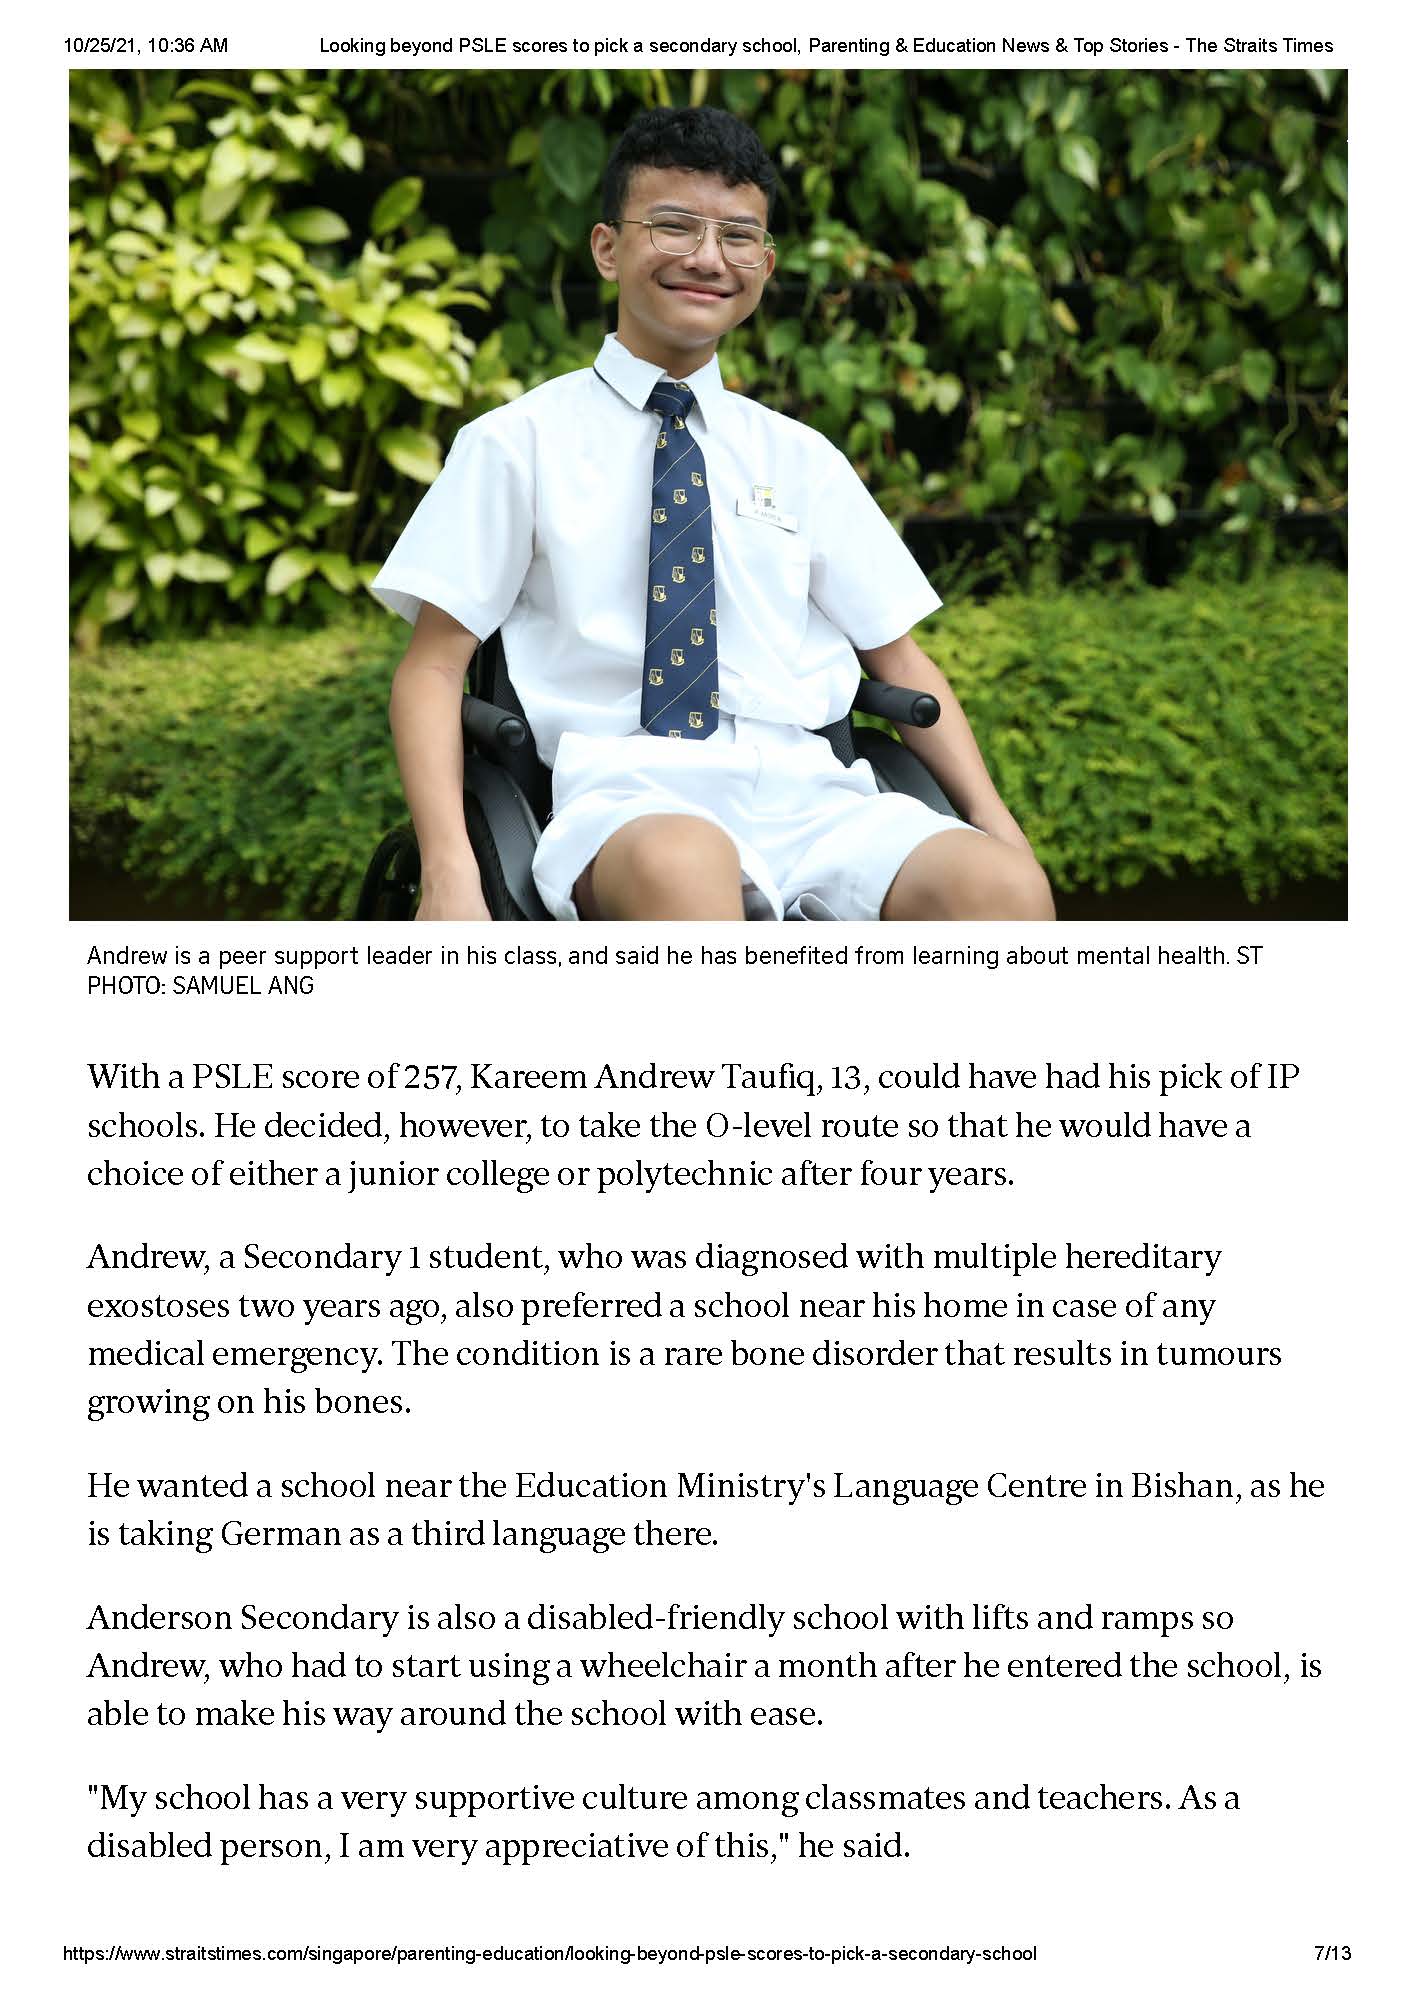 10/25/21, 10:36 AM Looking beyond PSLE scores to pick a secondary school, Parenting & Education News & Top Stories - The Straits Times
Andrew is a peer support leader in his class, and said he has benefited from learning about mental health. ST
PHOTO: SAMUEL ANG
With a PSLE score of 257, Kareem Andrew Taufiq, 13, could have had his pick of IP
schools. He decided, however, to take the O-level route so that he would have a
choice of either a junior college or polytechnic after four years.
Andrew, a Secondary 1 student, who was diagnosed with multiple hereditary
exostoses two years ago, also preferred a school near his home in case of any
medical emergency. The condition is a rare bone disorder that results in tumours
growing on his bones.
He wanted a school near the Education Ministry's Language Centre in Bishan, as he
is taking German as a third language there.
Anderson Secondary is also a disabled-friendly school with lifts and ramps so
Andrew, who had to start using a wheelchair a month after he entered the school, is
able to make his way around the school with ease.
"My school has a very supportive culture among classmates and teachers. As a
disabled person, I am very appreciative of this," he said.
https://www.straitstimes.com/singapore/parenting-education/looking-beyond-psle-scores-to-pick-a-secondary-school 7/13